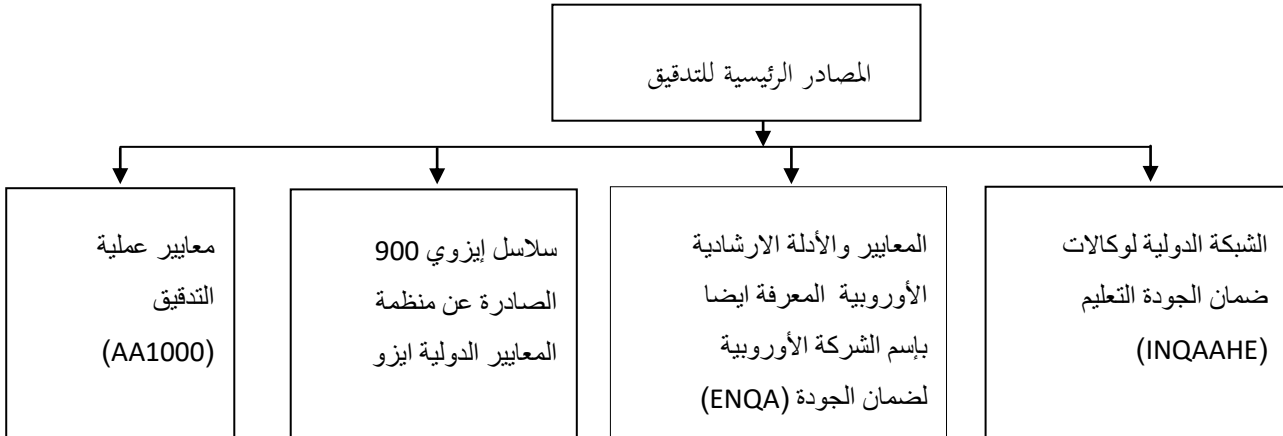 المصادر الرئيسية للتدقيق
الشبكة الدولية لوكالات
ضمان الجودة التعليم
(INQAAHE)
المعايير والأدلة الارشادية
الأوروبية المعرفة ايضا
بإسم الشركة الأوروبية
لضمان الجودة (ENQA)
سلاسل إيزوي 900
الصادرة عن منظمة
المعايير الدولية ايزو
معايير عملية
التدقيق
(AA1000)